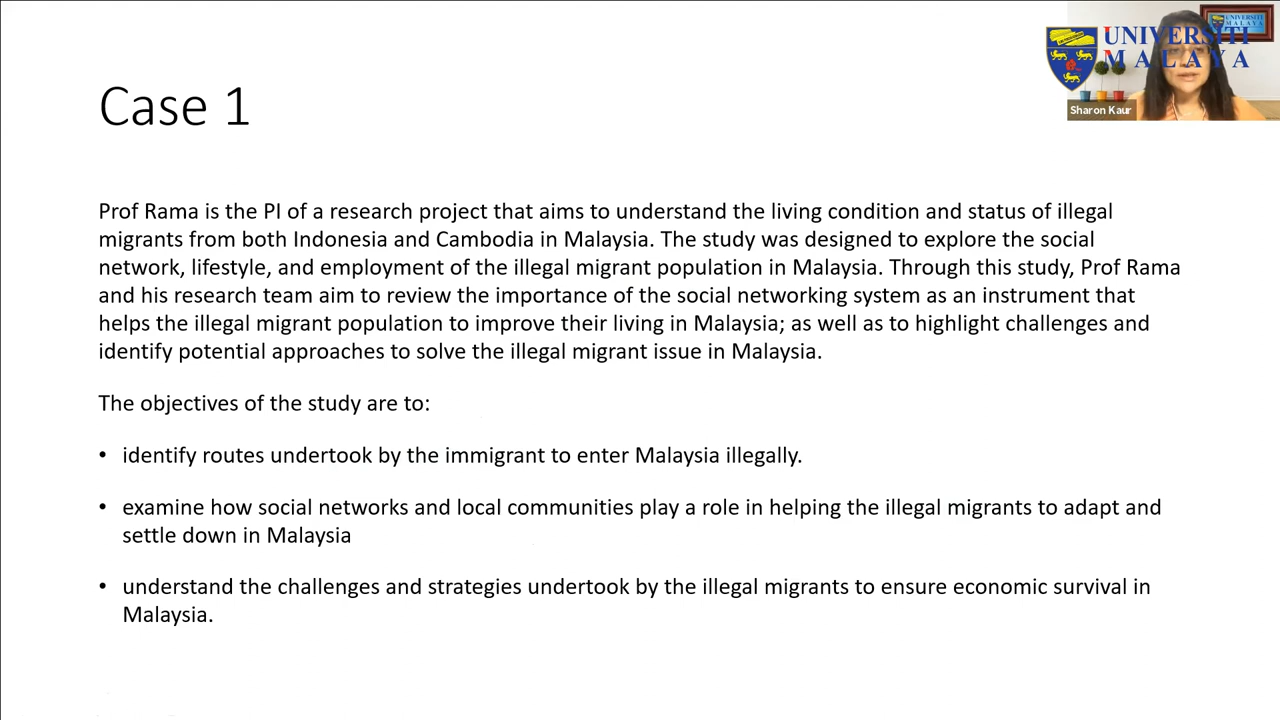 UNIVERSITI
MALAYA
Sharon Kaur
Case 1
Prof Rama is the PI of a research project that aims to understand the living condition and status of illegal
migrants from both Indonesia and Cambodia in Malaysia. The study was designed to explore the social
network, lifestyle, and employment of the illegal migrant population in Malaysia. Through this study, Prof Rama
and his research team aim to review the importance of the social networking system as an instrument that
helps the illegal migrant population to improve their living in Malaysia; as well as to highlight challenges and
identify potential approaches to solve the illegal migrant issue in Malaysia.
The objectives of the study are to:
• identify routes undertook by the immigrant to enter Malaysia illegally.
• examine how social networks and local communities play a role in helping the illegal migrants to adapt and
settle down in Malaysia
• understand the challenges and strategies undertook by the illegal migrants to ensure economic survival in
Malaysia.